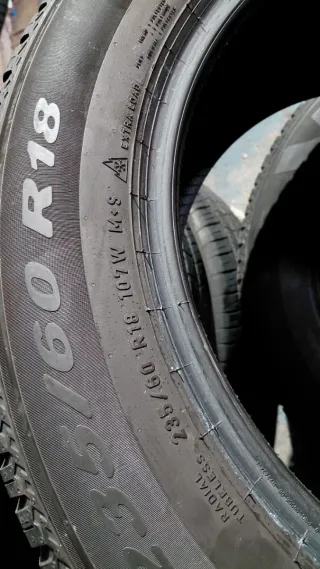 235/60 R18
235/60 R18 107W M+S
EXTRA LOAD
RADIAL
TUBELESS